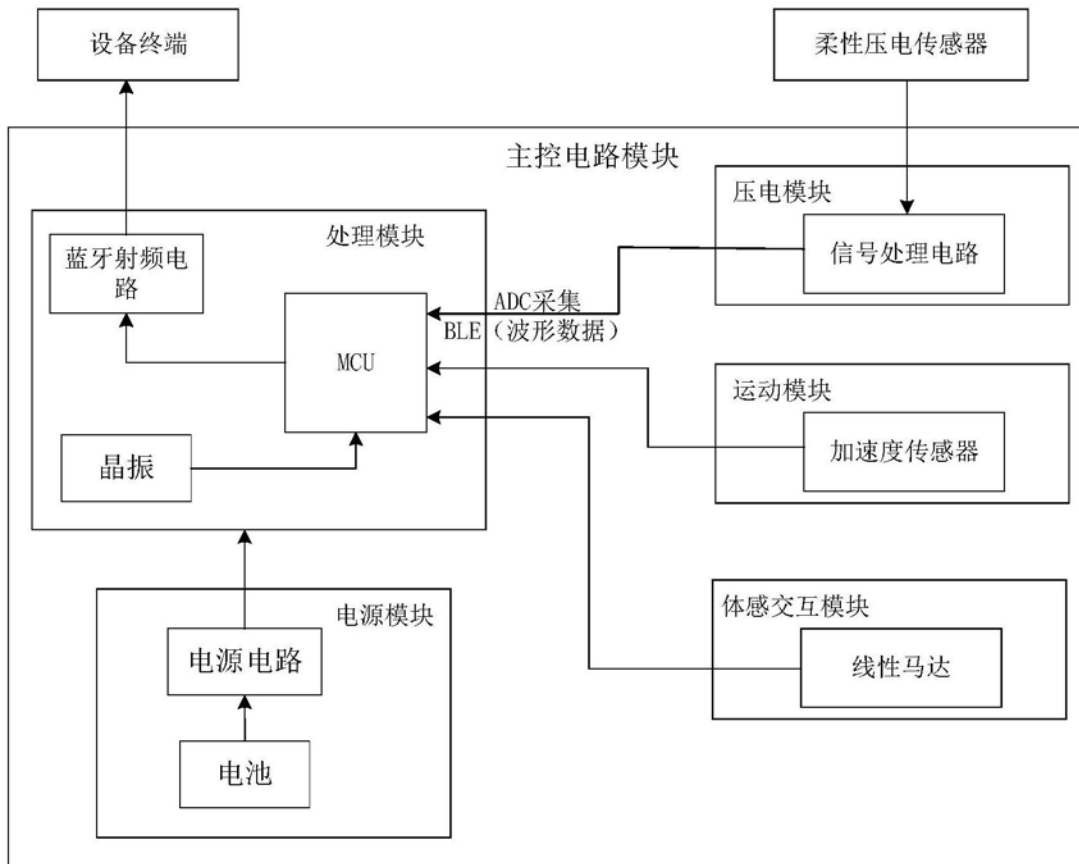 设备终端
柔性压电传感器
主控电路模块
压电模块
信号处理电路
处理模块
蓝牙射频电
路
ADC采集
BLE（波形数据）
MCU
运动模块
加速度传感器
晶振
体感交互模块
线性马达
电源模块
电源电路
电池